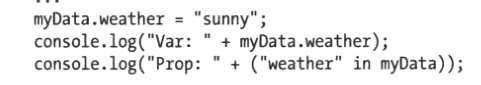 ...
myData.weather = "sunny";
console.log("Var: " + myData.weather);
console.log("Prop: " + ("weather" in myData));